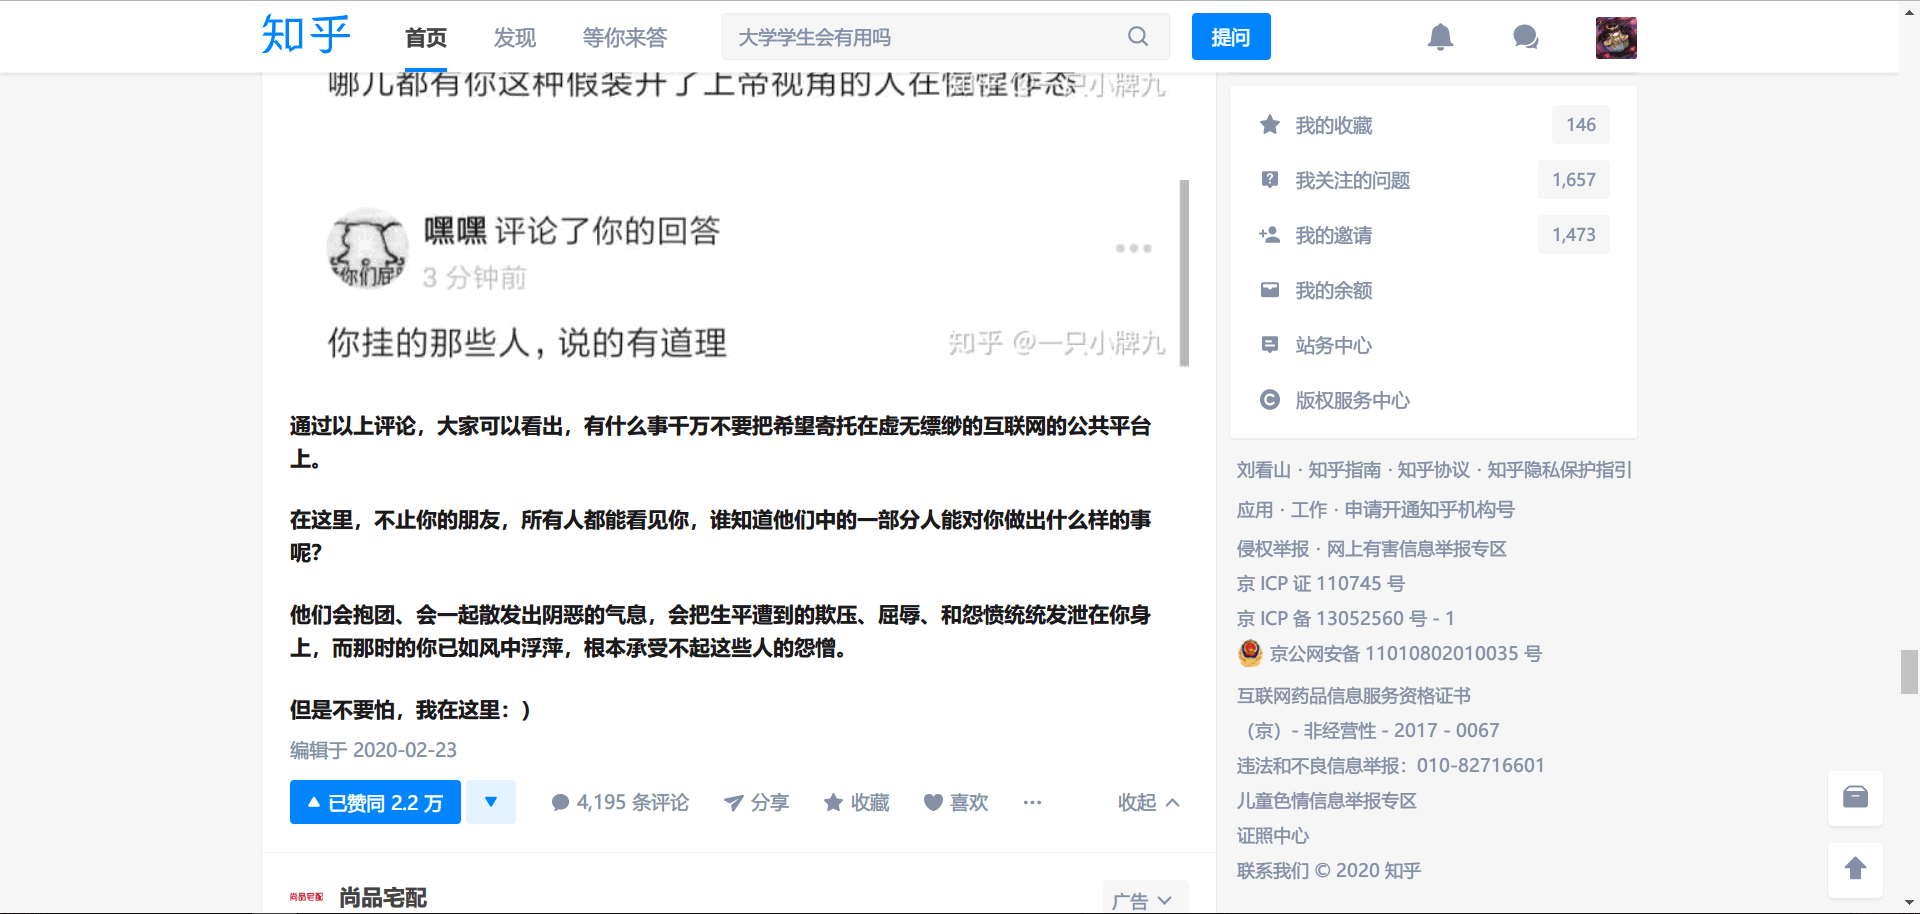 知乎
首页
发现
等你来答
大学学生会有用吗
提问
哪儿都有你这种假装开了上帝视角的人在惺惺作态
嘿嘿 评论了你的回答
3 分钟前
你挂的那些人，说的有道理
知乎 @一只小牌九
通过以上评论，大家可以看出，有什么事千万不要把希望寄托在虚无缥缈的互联网的公共平台
上。
在这里，不止你的朋友，所有人都能看见你，谁知道他们中的一部分人能对你做出什么样的事
呢？
他们会抱团、会一起散发出阴恶的气息，会把生平遭到的欺压、屈辱、和怨愤统统发泄在你身
上，而那时的你已如风中浮萍，根本承受不起这些人的怨憎。
但是不要怕，我在这里：)
编辑于 2020-02-23
已赞同 2.2 万
4,195 条评论
分享
收藏
喜欢
收起
尚品宅配
尚品宅配
广告
我的收藏
146
我关注的问题
1,657
我的邀请
1,473
我的余额
站务中心
版权服务中心
刘看山 · 知乎指南 · 知乎协议 · 知乎隐私保护指引
应用 · 工作 · 申请开通知乎机构号
侵权举报 · 网上有害信息举报专区
京 ICP 证 110745 号
京 ICP 备 13052560 号 - 1
京公网安备 11010802010035 号
互联网药品信息服务资格证书
（京）- 非经营性 - 2017 - 0067
违法和不良信息举报：010-82716601
儿童色情信息举报专区
证照中心
联系我们 © 2020 知乎